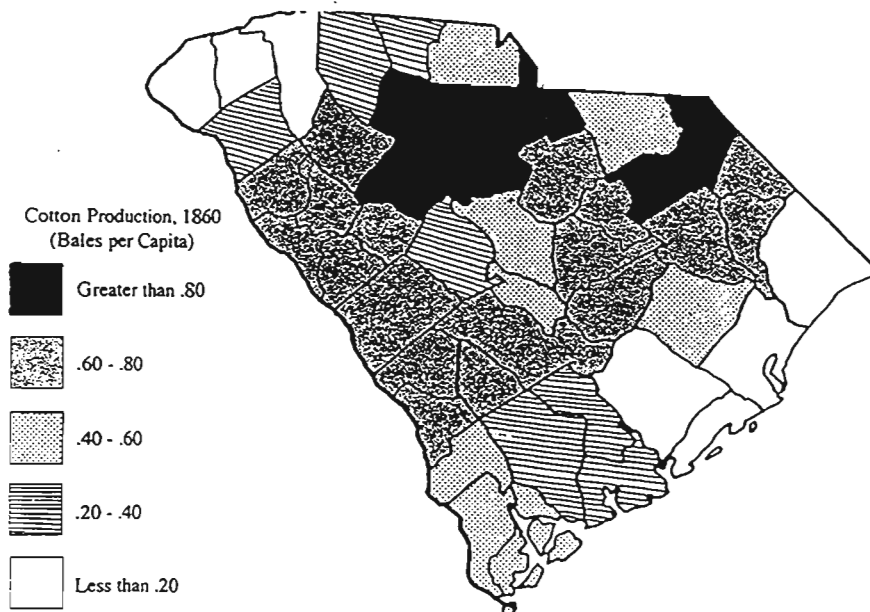 Cotton Production, 1860
(Bales per Capita)
Greater than .80
.60 - .80
.40 - .60
.20 - .40
Less than .20